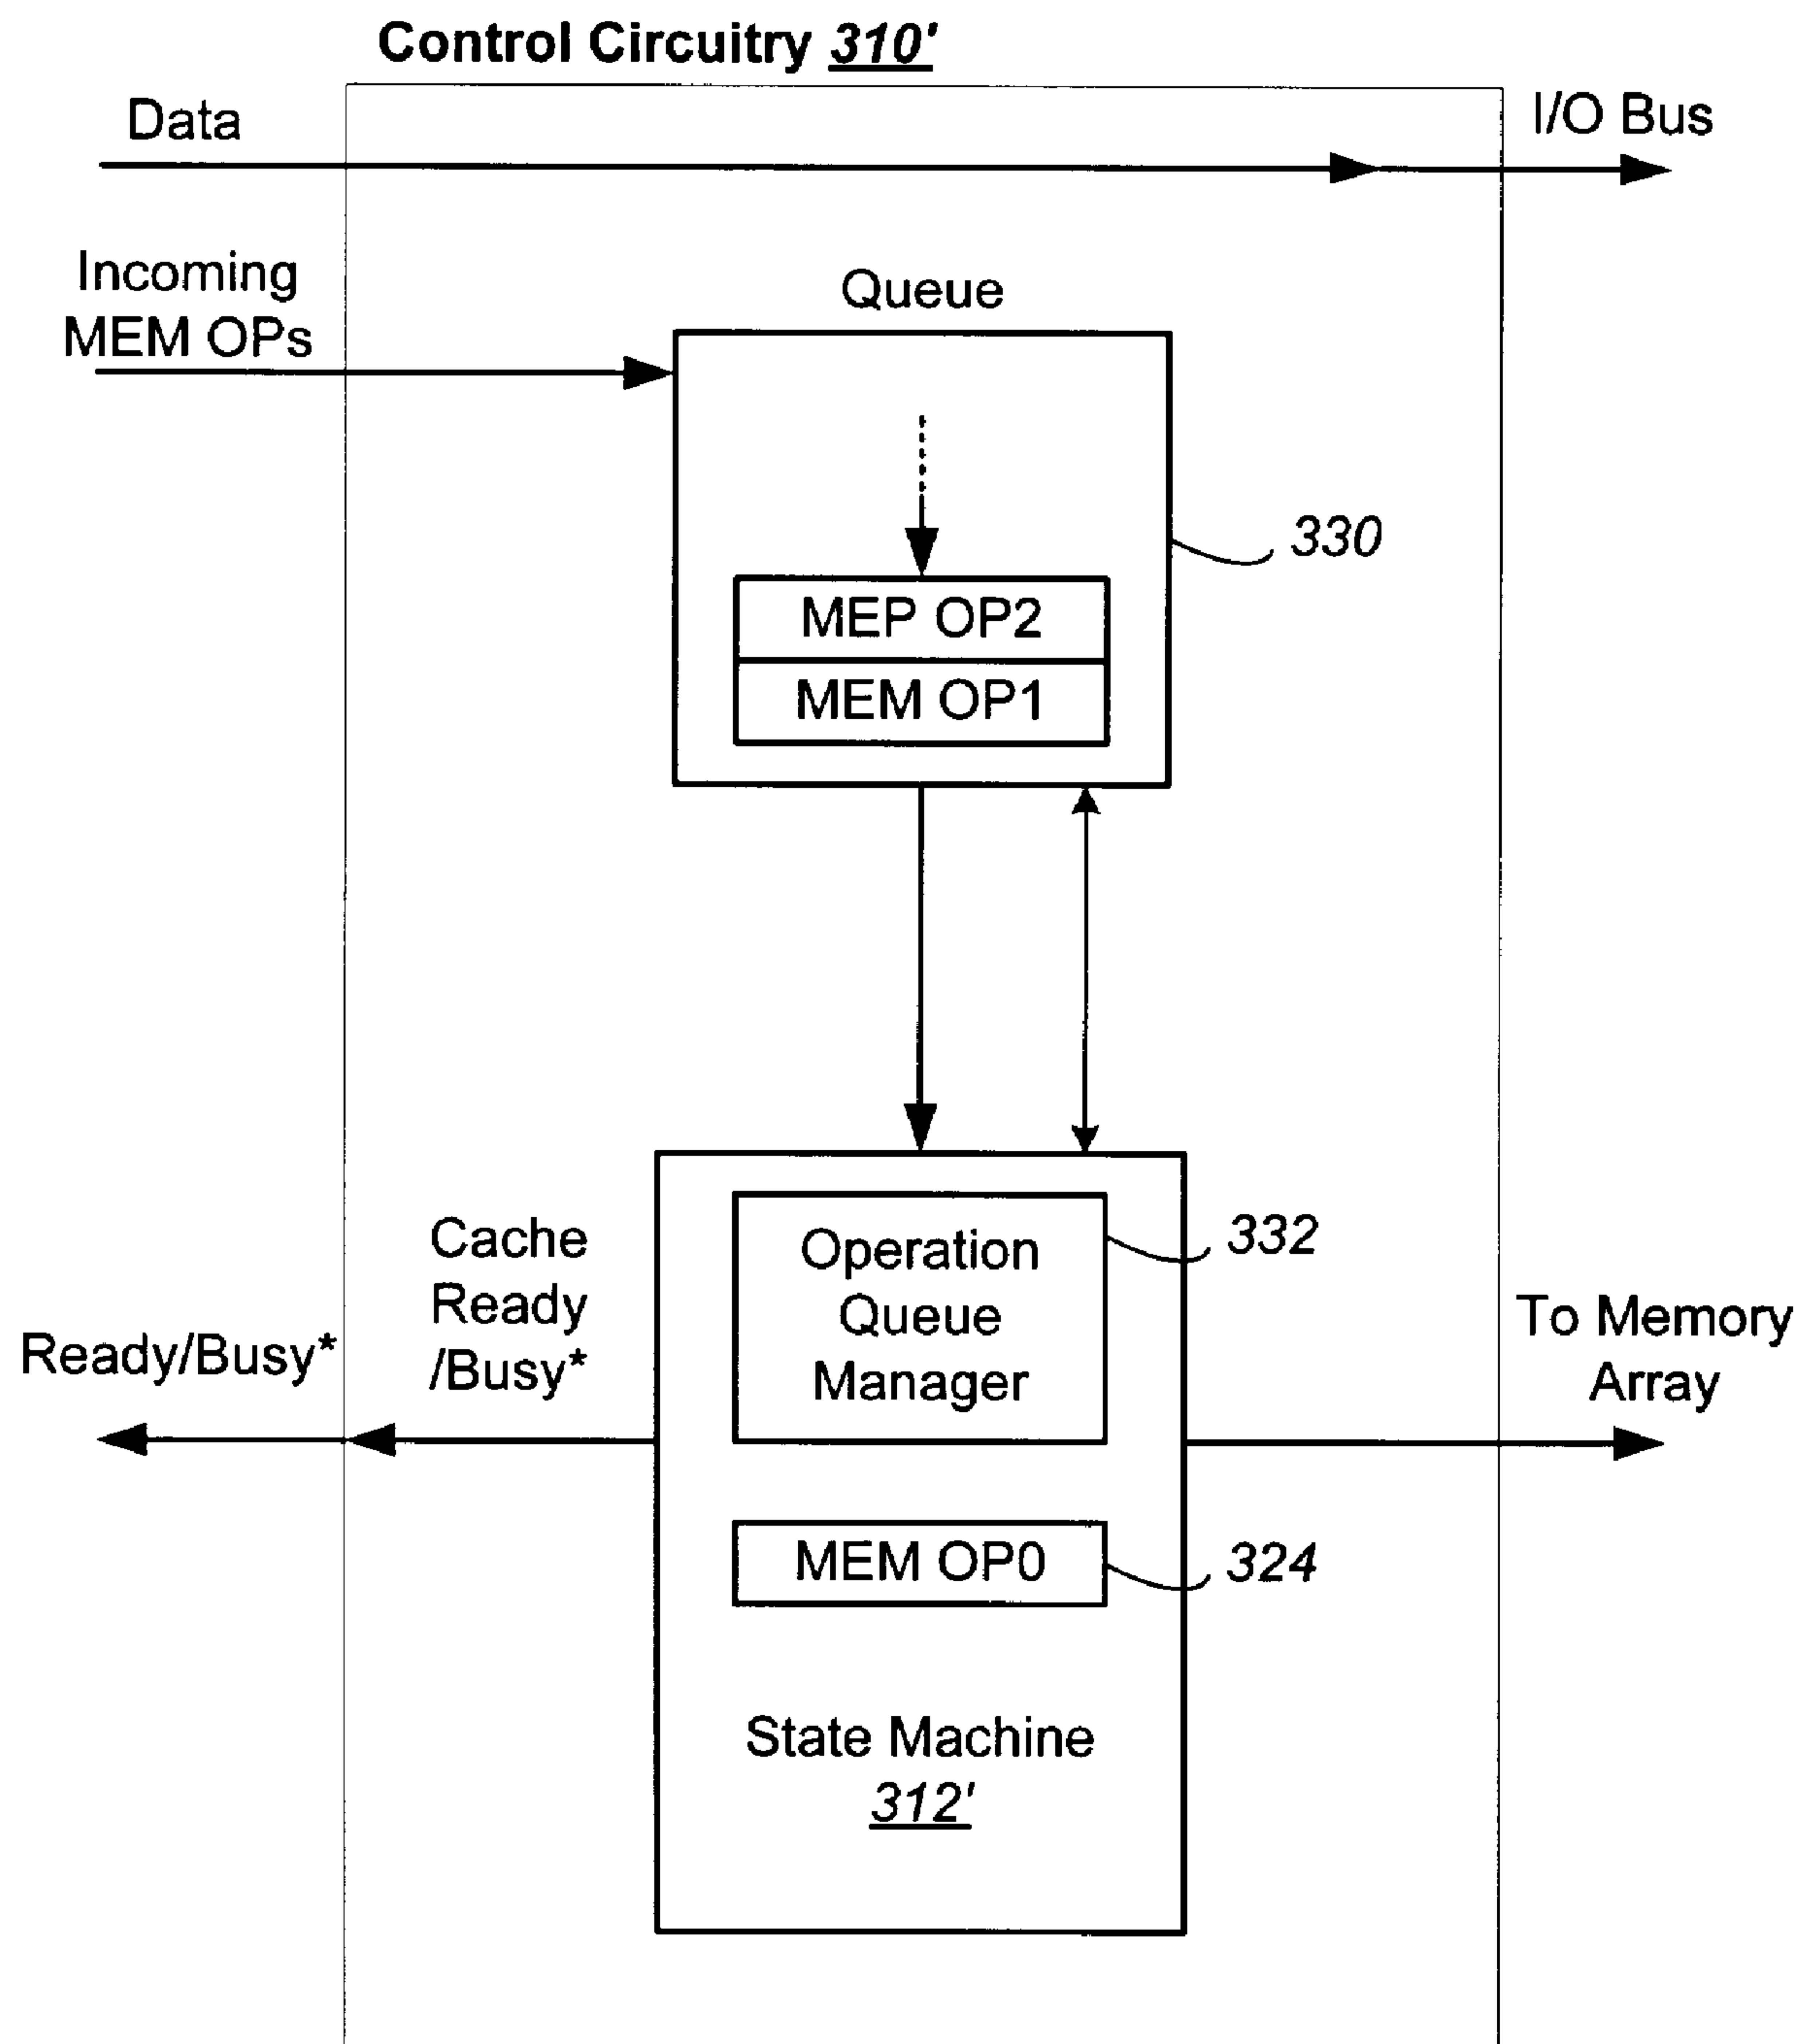 Control Circuitry 310'
Data
I/O Bus
Incoming
MEM OPs
Queue
330
MEP OP2
MEM OP1
Operation
Queue
Manager
332
Cache
Ready
/Busy*
Ready/Busy*
To Memory
Array
MEM OP0
324
State Machine
312'